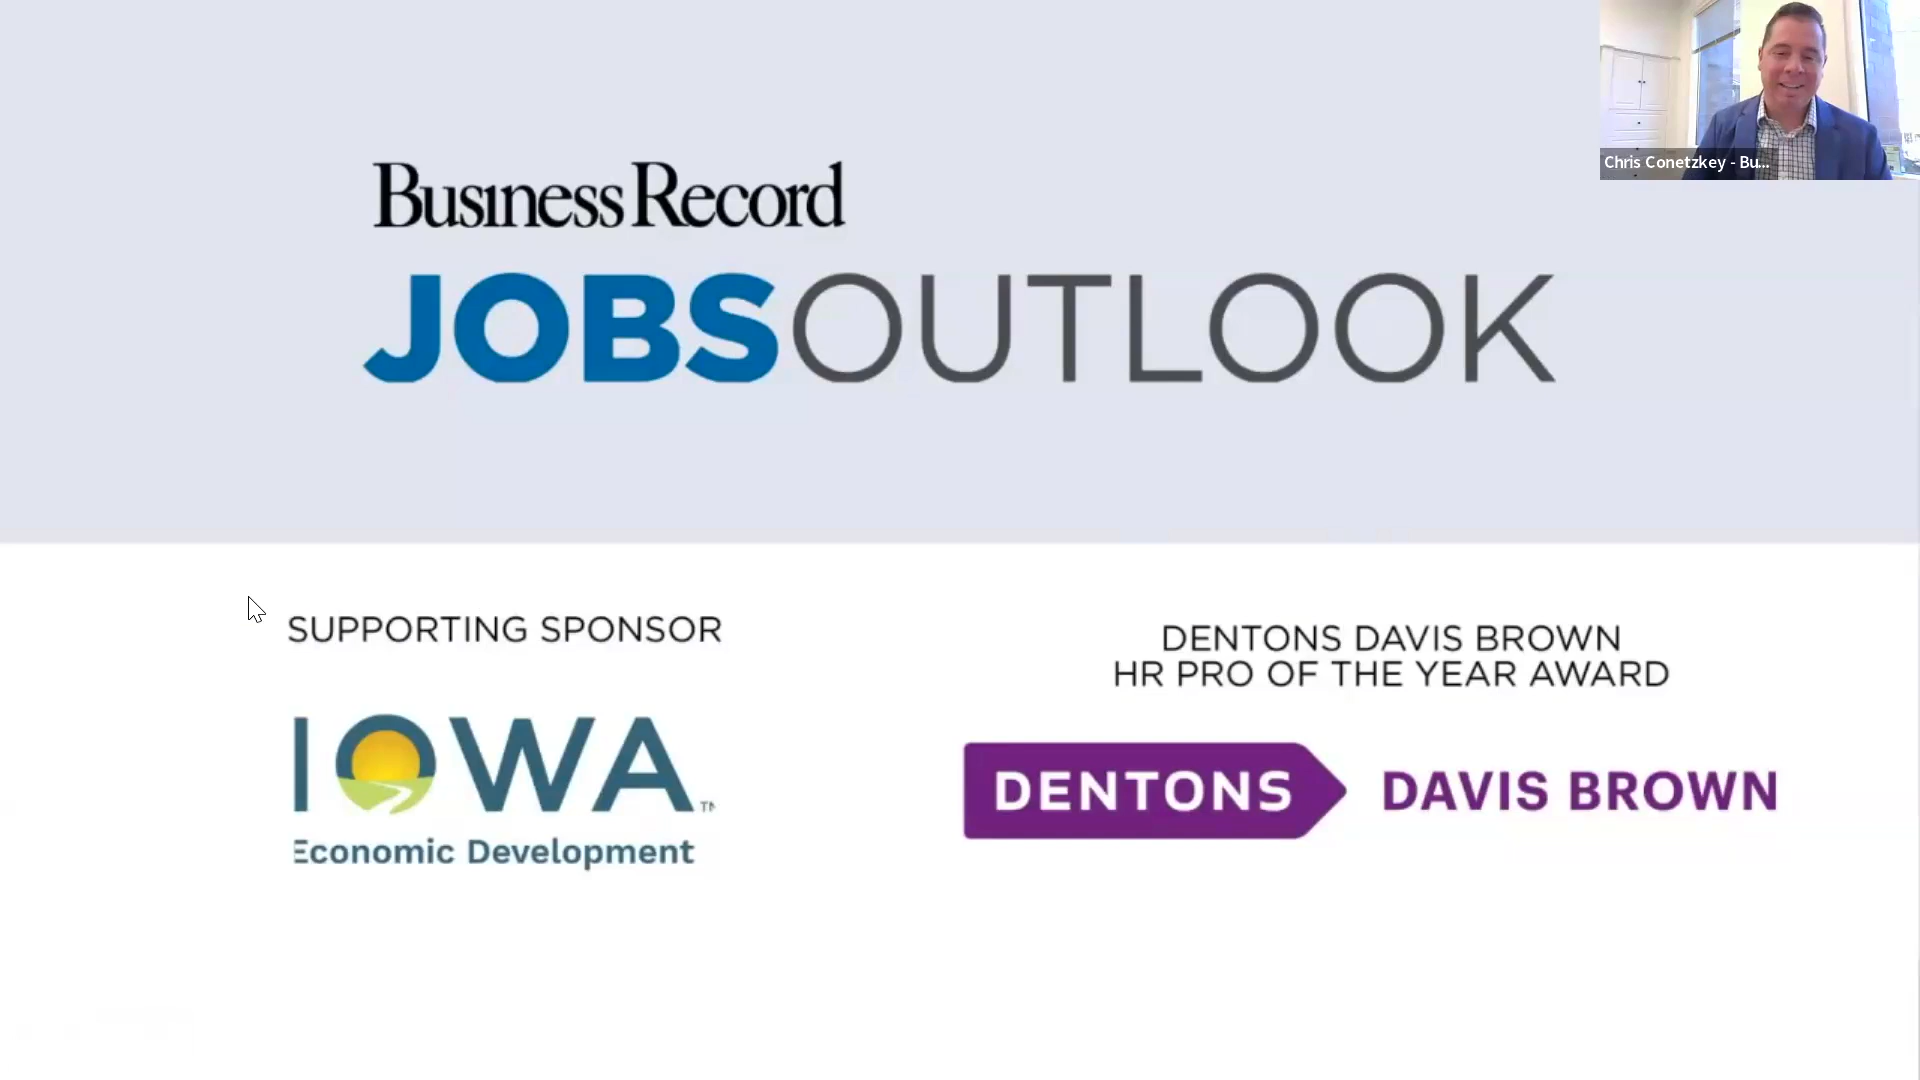 Chris Conetzkey - Bu...
Business Record
JOBSOUTLOOK
SUPPORTING SPONSOR
IOWA™
Economic Development
DENTONS DAVIS BROWN
HR PRO OF THE YEAR AWARD
DENTONS DAVIS BROWN